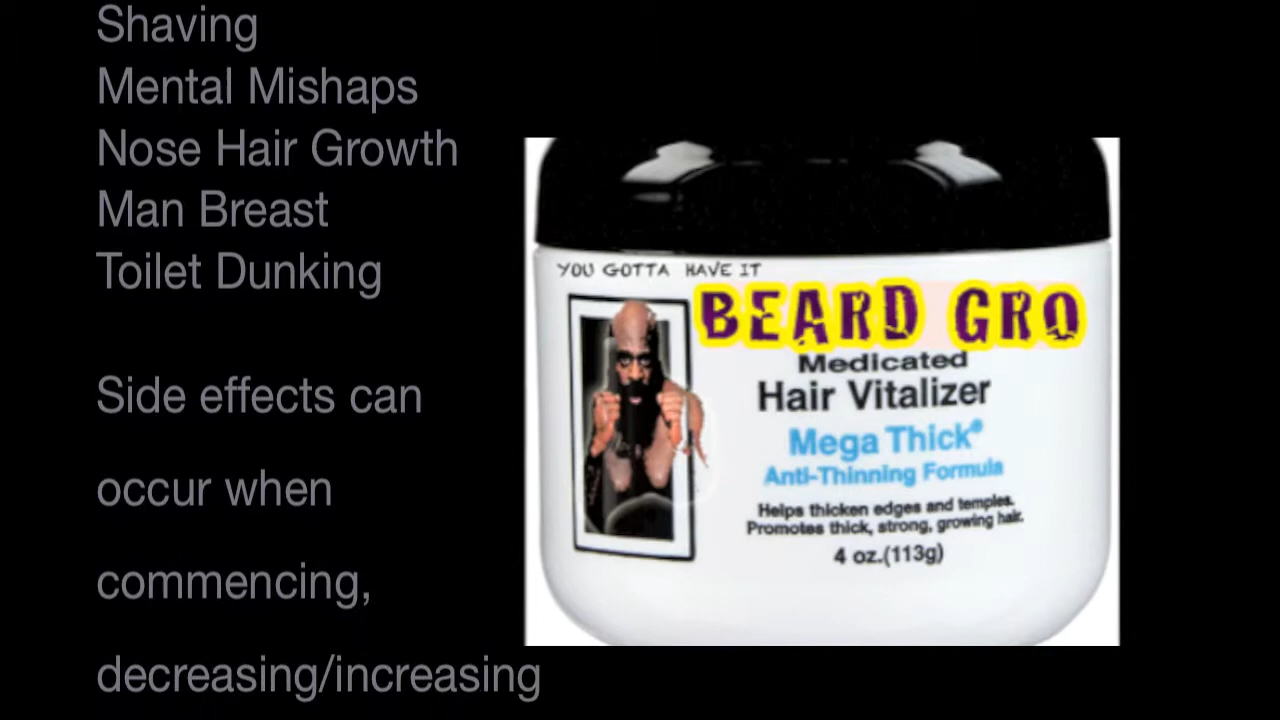 Shaving
Mental Mishaps
Nose Hair Growth
Man Breast
Toilet Dunking
Side effects can
occur when
commencing,
decreasing/increasing
YOU GOTTA HAVE IT
BEARD GRO
Medicated
Hair Vitalizer
Mega Thick®
Anti-Thinning Formula
Helps thicken edges and temples.
Promotes thick, strong, growing hair.
4 oz.(113g)